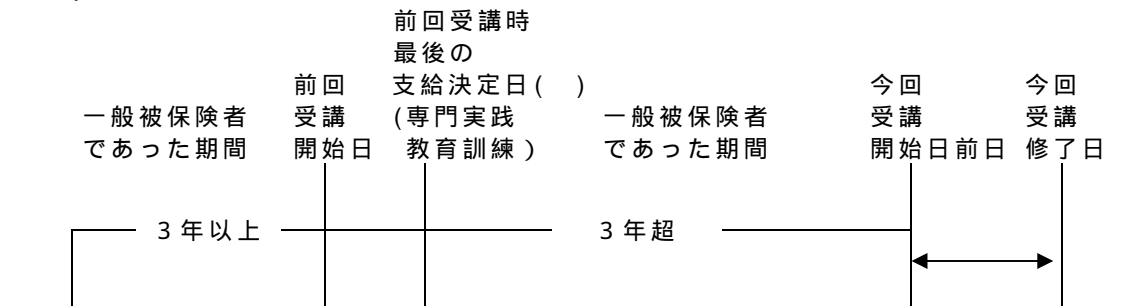 前回受講時
最後の
前回 支給決定日(　) 今回 今回
一般被保険者 受講 (専門実践 一般被保険者 受講 受講
であった期間 開始日 教育訓練) であった期間 開始日前日 修了日
3年以上 3年超